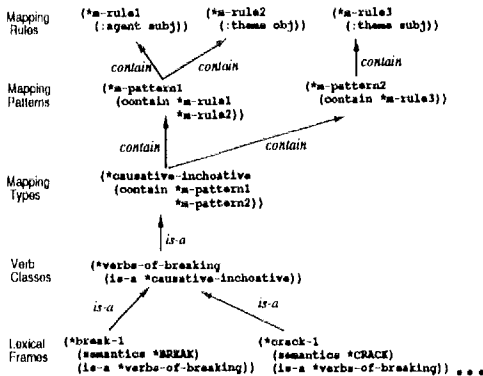 Mapping Rules
(*m-rule1 (:agent subj))
(*m-rule2 (:theme obj))
(*m-rule3 (:theme subj))
contain
contain
contain
Mapping Patterns
(*m-pattern1
(contain *m-rule1
*m-rule2))
(*m-pattern2
(contain *m-rule3))
contain
contain
Mapping Types
(*causative-inchoative
(contain *m-pattern1
*m-pattern2))
is-a
Verb Classes
(*verbs-of-breaking
(is-a *causative-inchoative))
is-a
is-a
Lexical Frames
(*break-1
(semantics *BREAK)
(is-a *verbs-of-breaking))
(*crack-1
(semantics *CRACK)
(is-a *verbs-of-breaking))
...